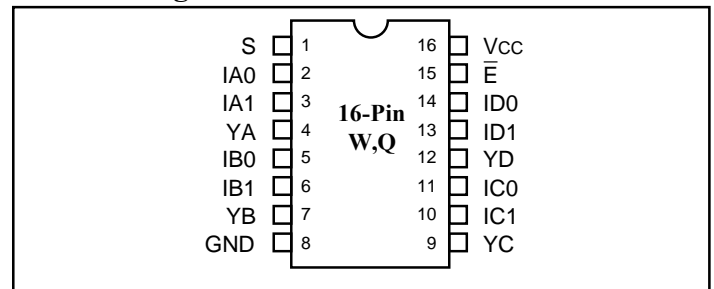 S 1 16 Vcc
IA0 2 15 E̅
IA1 3 14 ID0
YA 4 13 ID1
IB0 5 12 YD
IB1 6 11 IC0
YB 7 10 IC1
GND 8 9 YC
16-Pin
W,Q